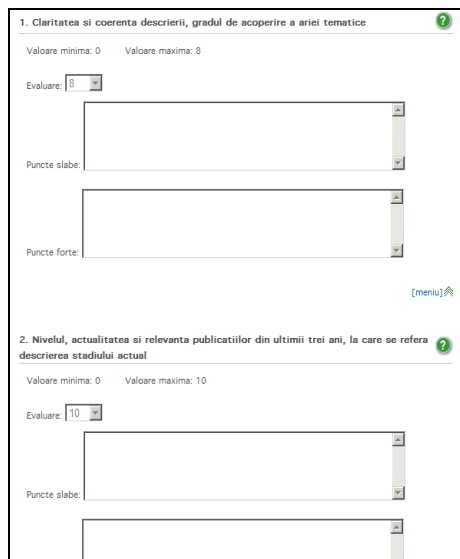 1. Claritatea si coerenta descrierii, gradul de acoperire a ariei tematice
?
Valoare minima: 0 Valoare maxima: 8
Evaluare: 8
Puncte slabe:
Puncte forte:
[meniu]
2. Nivelul, actualitatea si relevanta publicatiilor din ultimii trei ani, la care se refera
descrierea stadiului actual
?
Valoare minima: 0 Valoare maxima: 10
Evaluare: 10
Puncte slabe: